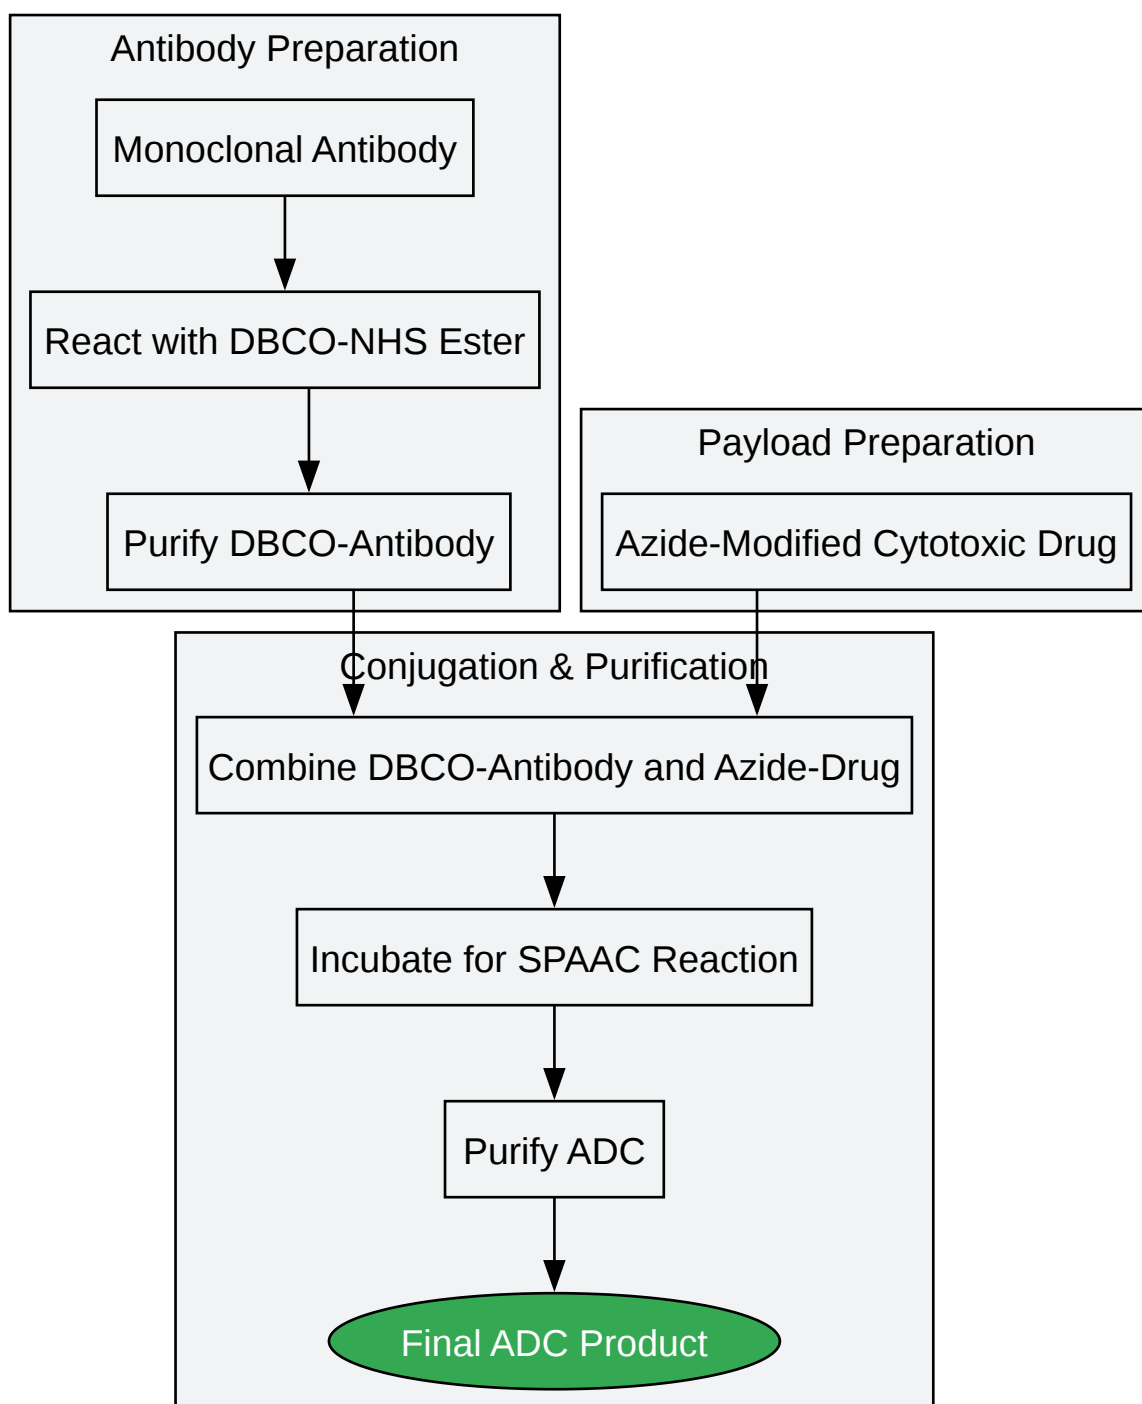 Antibody Preparation
Monoclonal Antibody
React with DBCO-NHS Ester
Purify DBCO-Antibody
Payload Preparation
Azide-Modified Cytotoxic Drug
Conjugation & Purification
Combine DBCO-Antibody and Azide-Drug
Incubate for SPAAC Reaction
Purify ADC
Final ADC Product